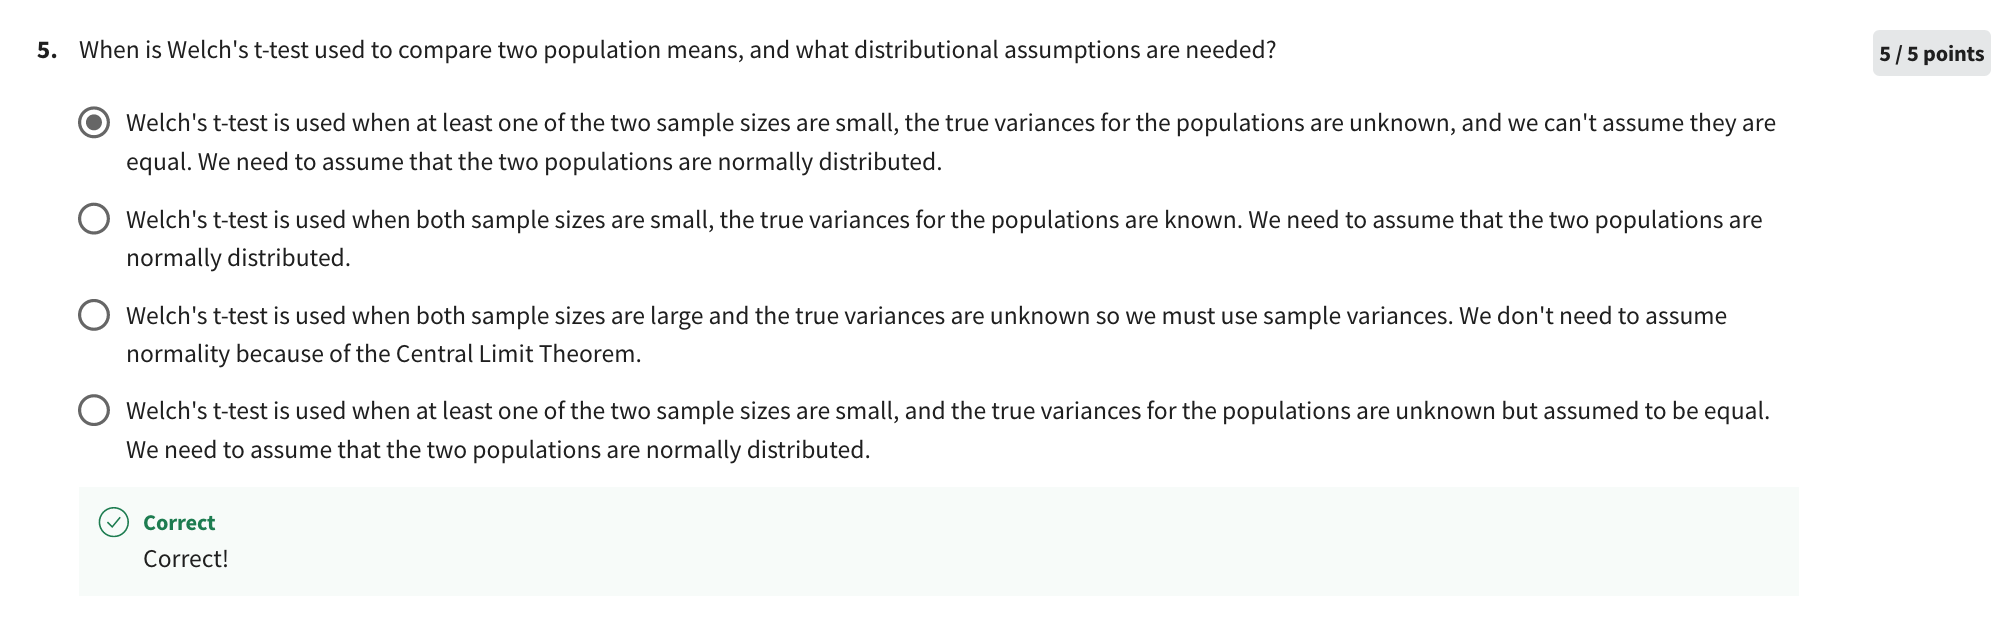 5. When is Welch's t-test used to compare two population means, and what distributional assumptions are needed?
5 / 5 points
Welch's t-test is used when at least one of the two sample sizes are small, the true variances for the populations are unknown, and we can't assume they are
equal. We need to assume that the two populations are normally distributed.
Welch's t-test is used when both sample sizes are small, the true variances for the populations are known. We need to assume that the two populations are
normally distributed.
Welch's t-test is used when both sample sizes are large and the true variances are unknown so we must use sample variances. We don't need to assume
normality because of the Central Limit Theorem.
Welch's t-test is used when at least one of the two sample sizes are small, and the true variances for the populations are unknown but assumed to be equal.
We need to assume that the two populations are normally distributed.
Correct
Correct!